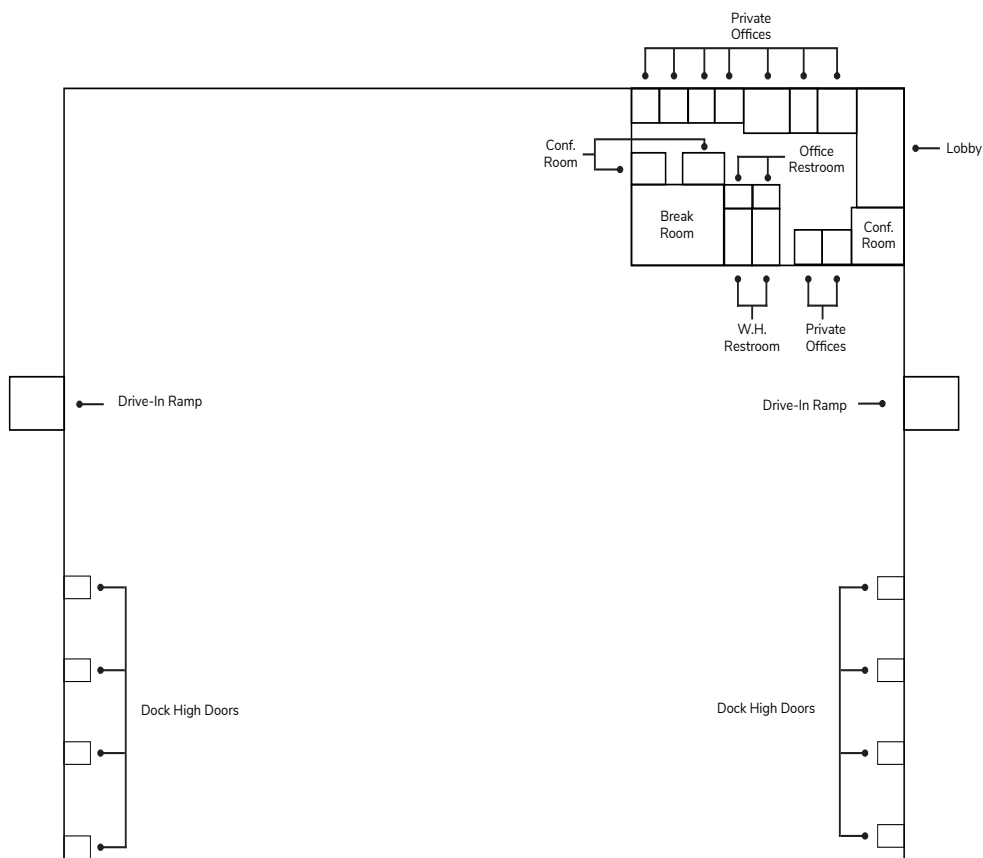 Private
Offices
Conf.
Room
Office
Restroom
Lobby
Break
Room
Conf.
Room
W.H.
Restroom
Private
Offices
Drive-In Ramp
Drive-In Ramp
Dock High Doors
Dock High Doors